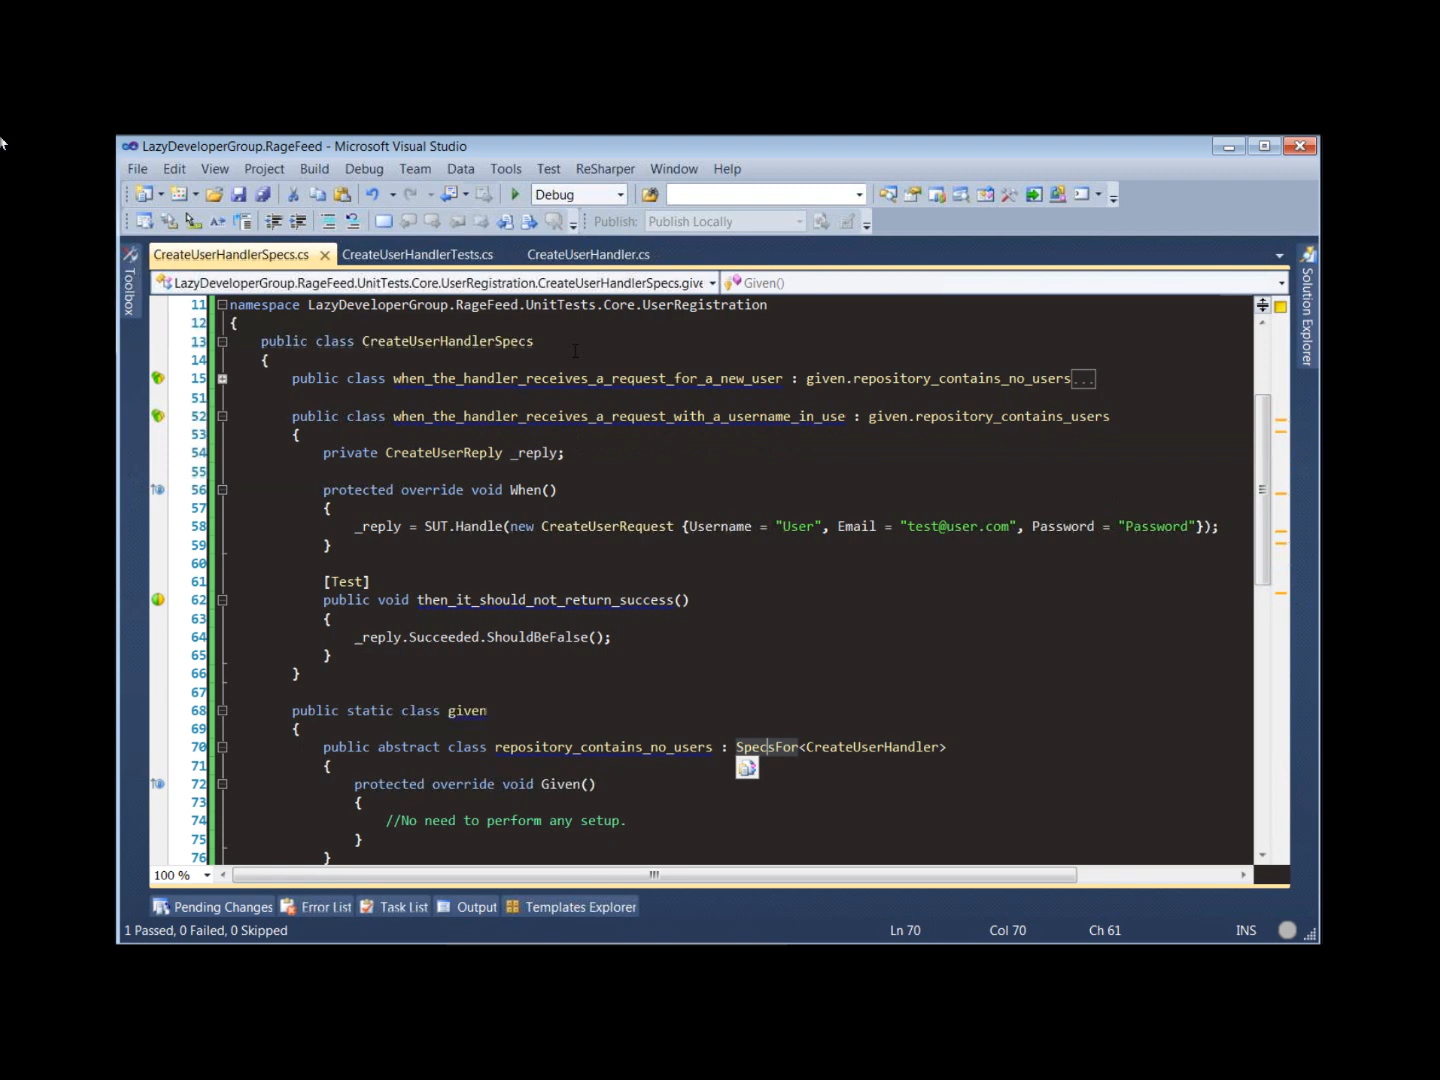 LazyDeveloperGroup.RageFeed - Microsoft Visual Studio
File Edit View Project Build Debug Team Data Tools Test ReSharper Window Help
Debug
Publish: Publish Locally
CreateUserHandlerSpecs.cs CreateUserHandlerTests.cs CreateUserHandler.cs
LazyDeveloperGroup.RageFeed.UnitTests.Core.UserRegistration.CreateUserHandlerSpecs.give Given()
Toolbox
Solution Explorer
11 namespace LazyDeveloperGroup.RageFeed.UnitTests.Core.UserRegistration
12 {
13 public class CreateUserHandlerSpecs
14 {
15 public class when_the_handler_receives_a_request_for_a_new_user : given.repository_contains_no_users...
51
52 public class when_the_handler_receives_a_request_with_a_username_in_use : given.repository_contains_users
53 {
54 private CreateUserReply _reply;
55
56 protected override void When()
57 {
58 _reply = SUT.Handle(new CreateUserRequest {Username = "User", Email = "test@user.com", Password = "Password"});
59 }
60
61 [Test]
62 public void then_it_should_not_return_success()
63 {
64 _reply.Succeeded.ShouldBeFalse();
65 }
66 }
67
68 public static class given
69 {
70 public abstract class repository_contains_no_users : SpecsFor<CreateUserHandler>
71 {
72 protected override void Given()
73 {
74 //No need to perform any setup.
75 }
76 }
100 %
Pending Changes Error List Task List Output Templates Explorer
1 Passed, 0 Failed, 0 Skipped Ln 70 Col 70 Ch 61 INS